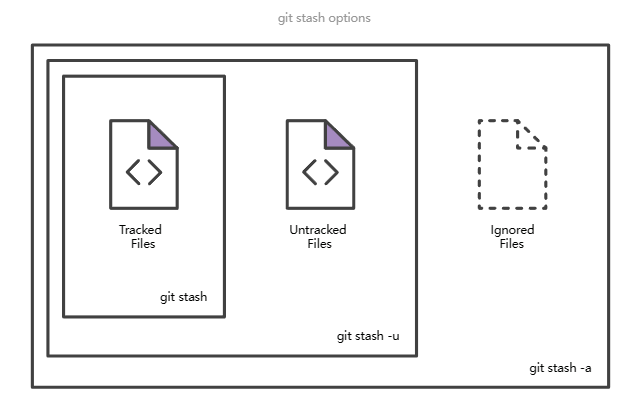 git stash options
Tracked
Files
Untracked
Files
Ignored
Files
git stash
git stash -u
git stash -a